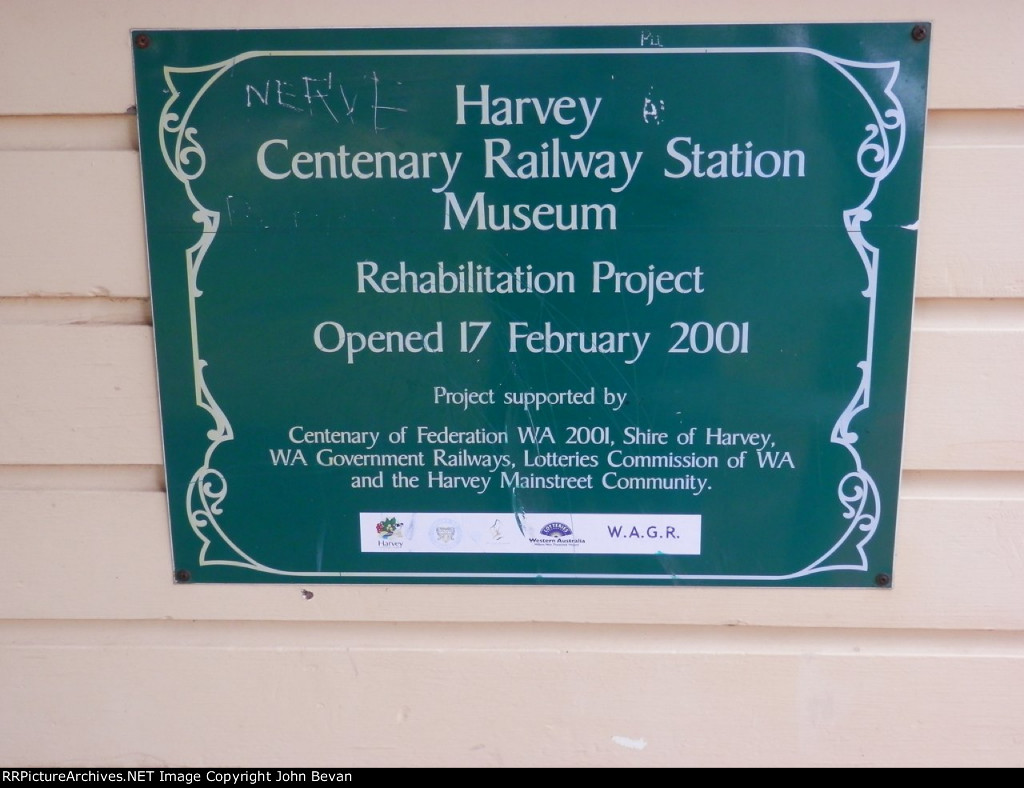 NERVE
Harvey
Centenary Railway Station
Museum
Rehabilitation Project
Opened 17 February 2001
Project supported by
Centenary of Federation WA 2001, Shire of Harvey,
WA Government Railways, Lotteries Commission of WA
and the Harvey Mainstreet Community.
Harvey
LOTTERIES
Western Australia
W.A.G.R.
RRPictureArchives.NET Image Copyright John Bevan